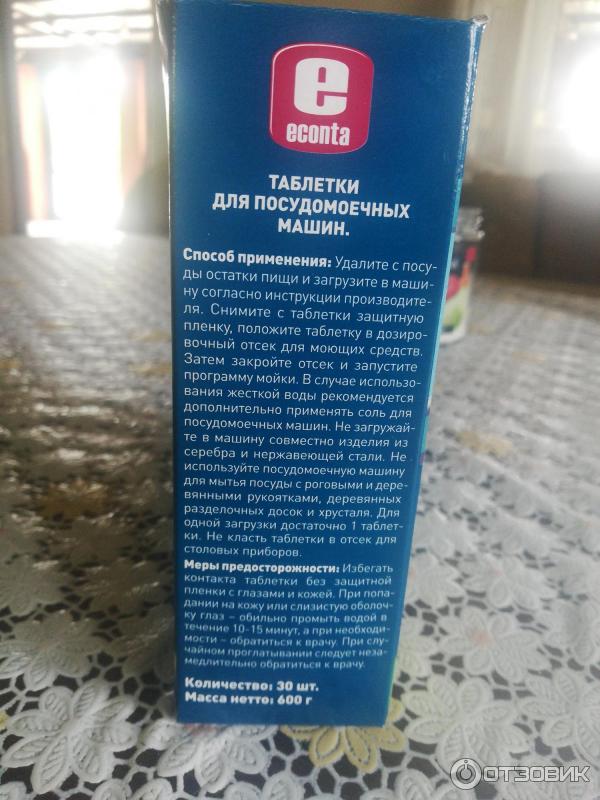 e
econta
ТАБЛЕТКИ
ДЛЯ ПОСУДОМОЕЧНЫХ
МАШИН.
Способ применения: Удалите с посу-
ды остатки пищи и загрузите в маши-
ну согласно инструкции производите-
ля. Снимите с таблетки защитную
пленку, положите таблетку в дозиро-
вочный отсек для моющих средств.
Затем закройте отсек и запустите
программу мойки. В случае использо-
вания жесткой воды рекомендуется
дополнительно применять соль для
посудомоечных машин. Не загружай-
те в машину совместно изделия из
серебра и нержавеющей стали. Не
используйте посудомоечную машину
для мытья посуды с роговыми и дере-
вянными рукоятками, деревянных
разделочных досок и хрусталя. Для
одной загрузки достаточно 1 таблет-
ки. Не класть таблетки в отсек для
столовых приборов.
Меры предосторожности: Избегать
контакта таблетки без защитной
пленки с глазами и кожей. При попа-
дании на кожу или слизистую оболоч-
ку глаз – обильно промыть водой в
течение 10-15 минут, а при необходи-
мости – обратиться к врачу. При слу-
чайном проглатывании следует неза-
медлительно обратиться к врачу.
Количество: 30 шт.
Масса нетто: 600 г
ОТЗОВИК